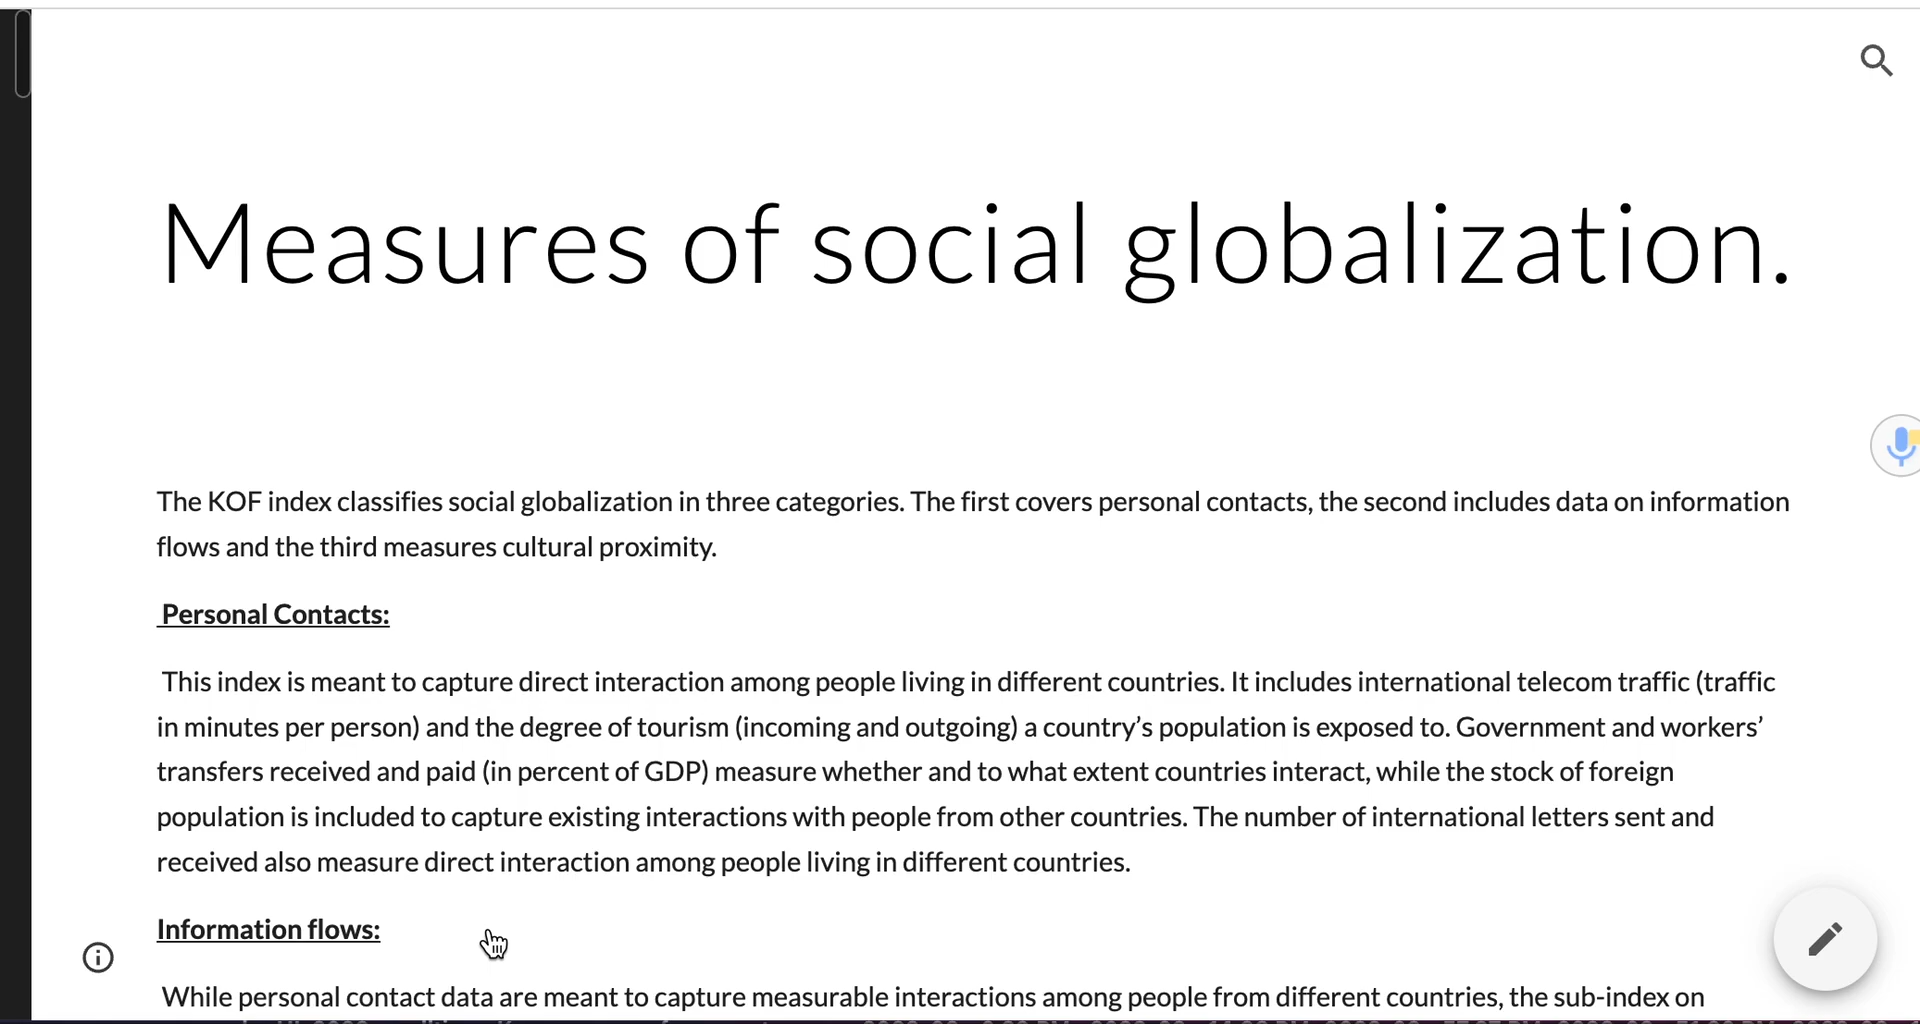 Measures of social globalization.
The KOF index classifies social globalization in three categories. The first covers personal contacts, the second includes data on information
flows and the third measures cultural proximity.
Personal Contacts:
This index is meant to capture direct interaction among people living in different countries. It includes international telecom traffic (traffic
in minutes per person) and the degree of tourism (incoming and outgoing) a country’s population is exposed to. Government and workers’
transfers received and paid (in percent of GDP) measure whether and to what extent countries interact, while the stock of foreign
population is included to capture existing interactions with people from other countries. The number of international letters sent and
received also measure direct interaction among people living in different countries.
Information flows:
While personal contact data are meant to capture measurable interactions among people from different countries, the sub-index on